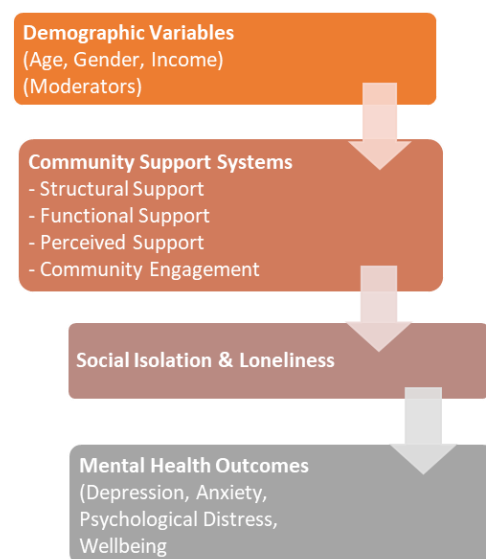 Demographic Variables
(Age, Gender, Income)
(Moderators)
Community Support Systems
- Structural Support
- Functional Support
- Perceived Support
- Community Engagement
Social Isolation & Loneliness
Mental Health Outcomes
(Depression, Anxiety,
Psychological Distress,
Wellbeing